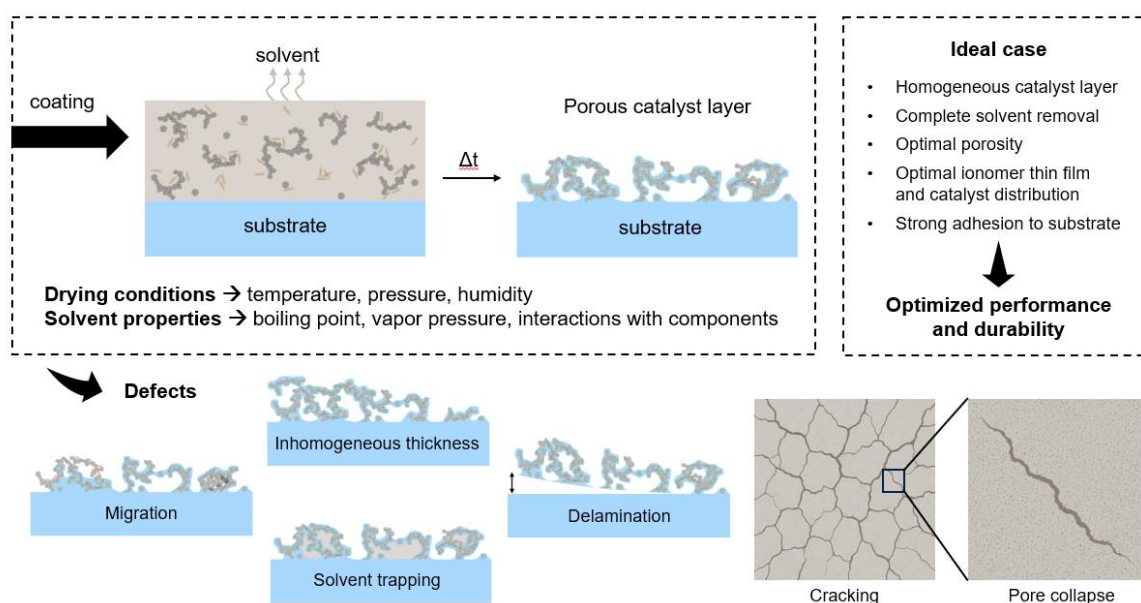 solvent
coating
substrate
Δt
Porous catalyst layer
substrate
Drying conditions → temperature, pressure, humidity
Solvent properties → boiling point, vapor pressure, interactions with components
Ideal case
• Homogeneous catalyst layer
• Complete solvent removal
• Optimal porosity
• Optimal ionomer thin film
and catalyst distribution
• Strong adhesion to substrate
Optimized performance
and durability
Defects
Migration
Inhomogeneous thickness
Solvent trapping
Delamination
Cracking
Pore collapse